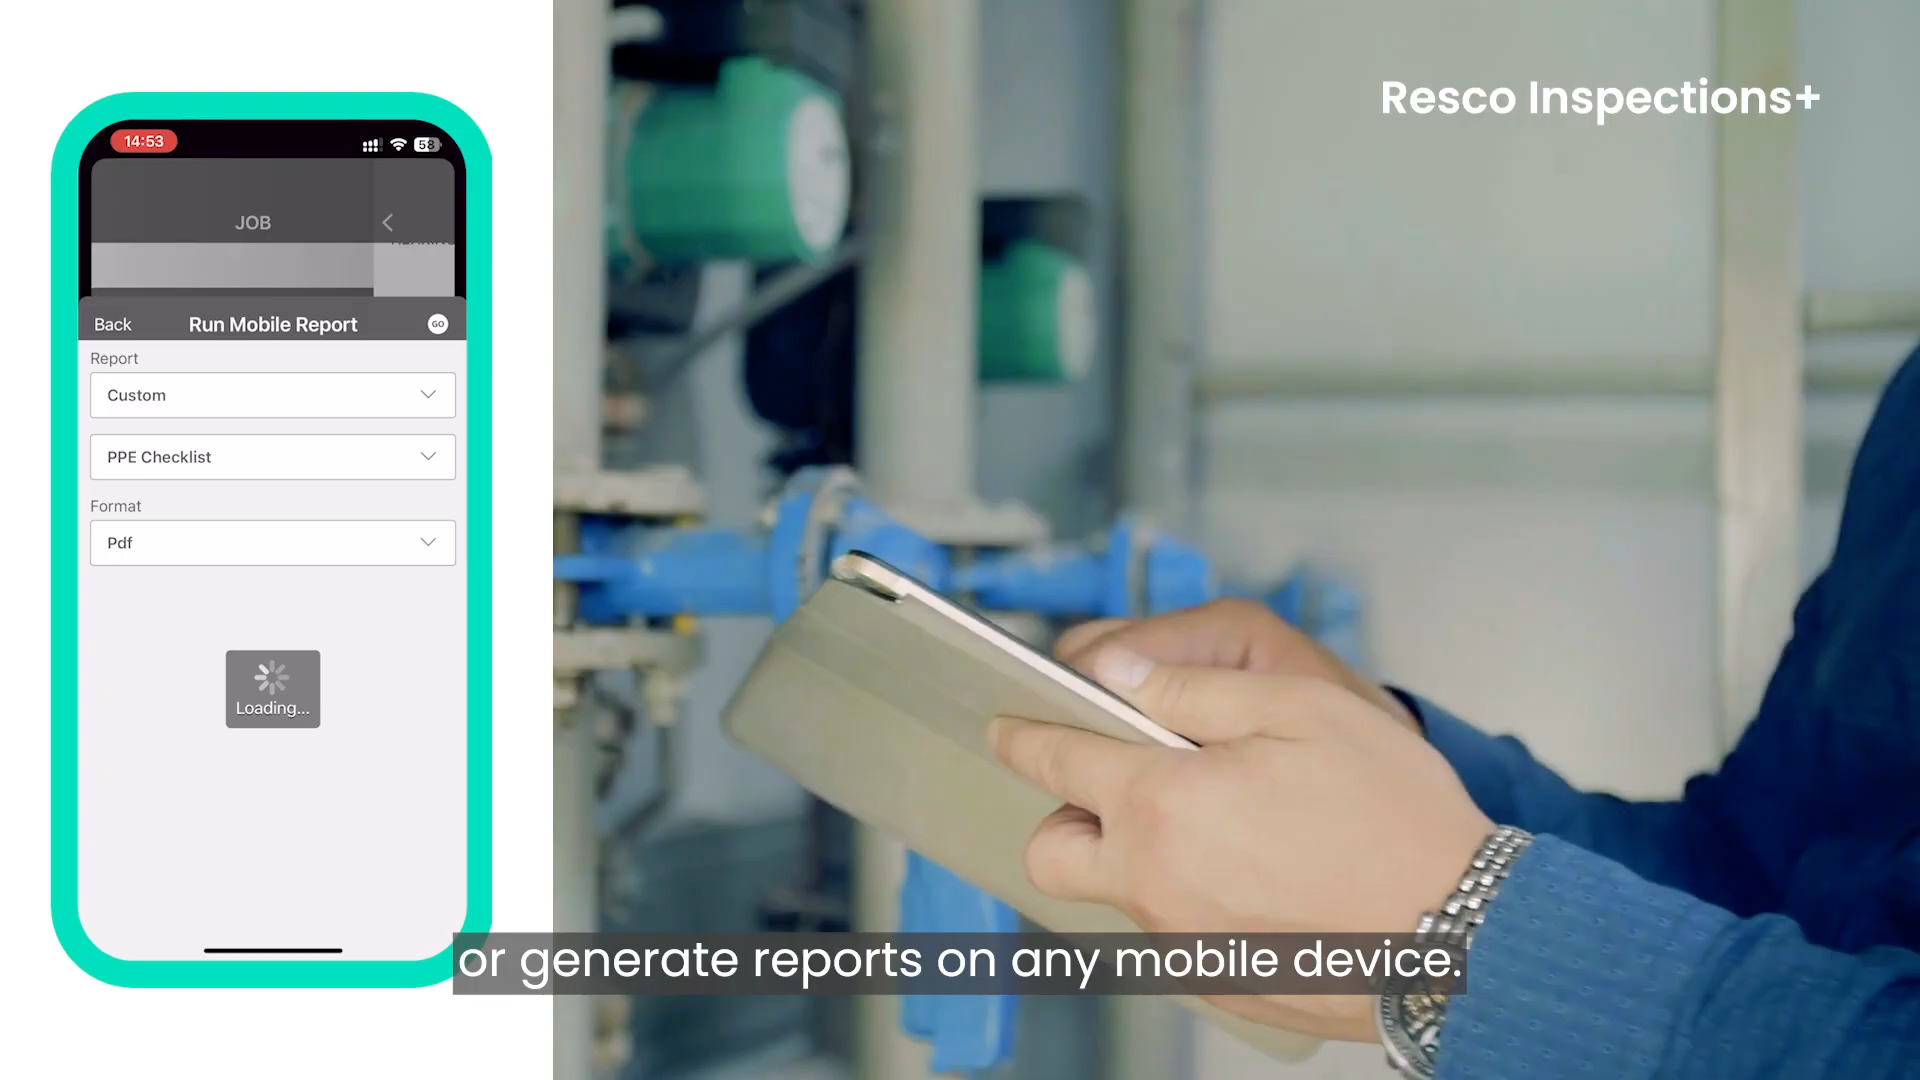 14:53
58
JOB
Back
Run Mobile Report
GO
Report
Custom
PPE Checklist
Format
Pdf
Loading...
Resco Inspections+
or generate reports on any mobile device.